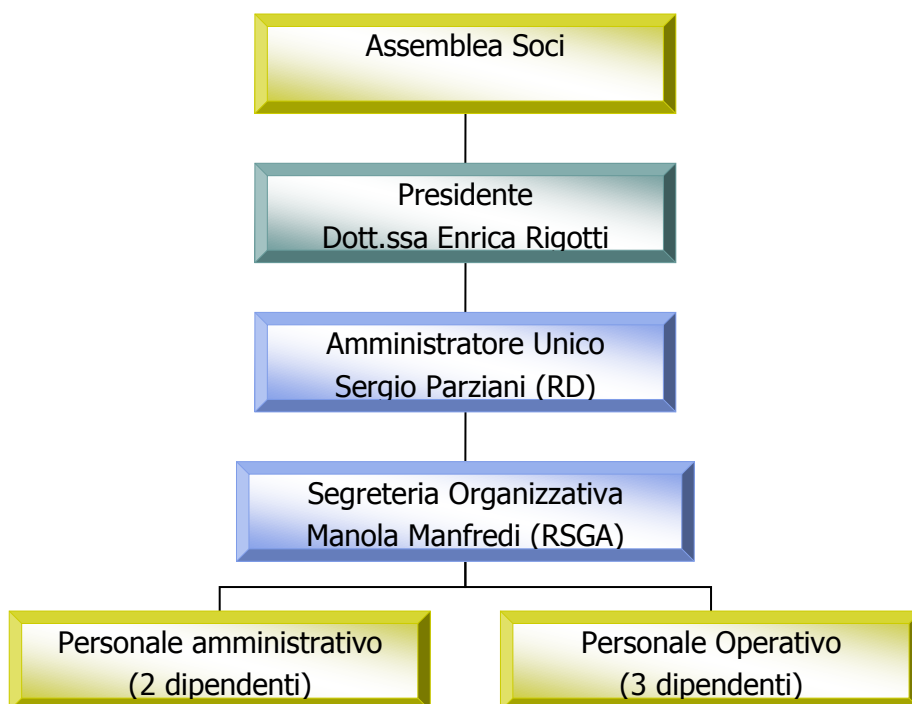 Assemblea Soci
Presidente
Dott.ssa Enrica Rigotti
Amministratore Unico
Sergio Parziani (RD)
Segreteria Organizzativa
Manola Manfredi (RSGA)
Personale amministrativo
(2 dipendenti)
Personale Operativo
(3 dipendenti)